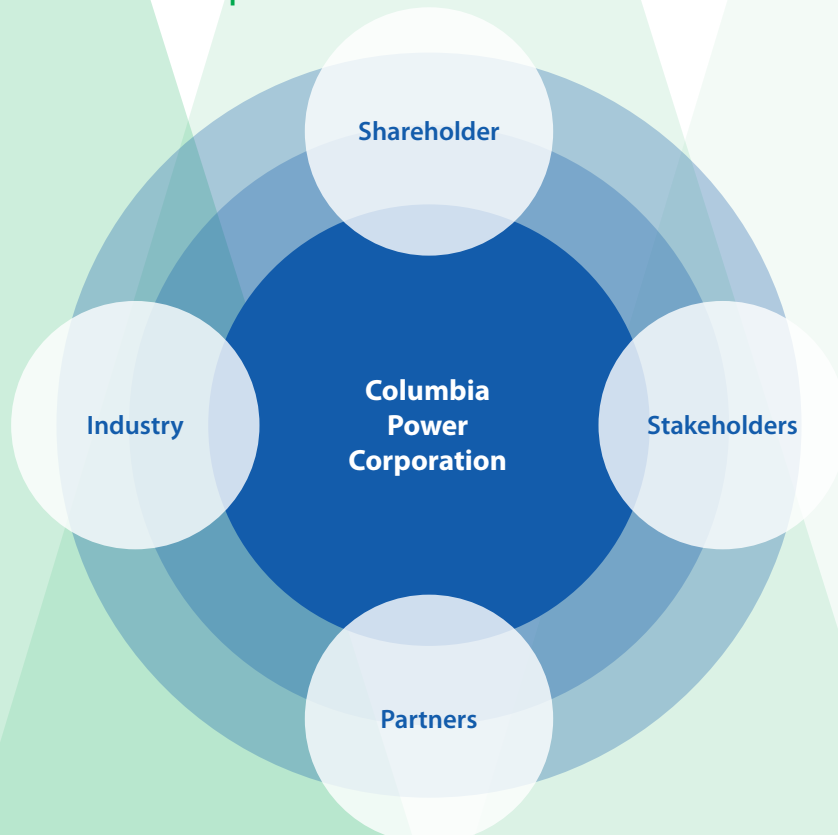 Shareholder
Industry
Columbia
Power
Corporation
Stakeholders
Partners